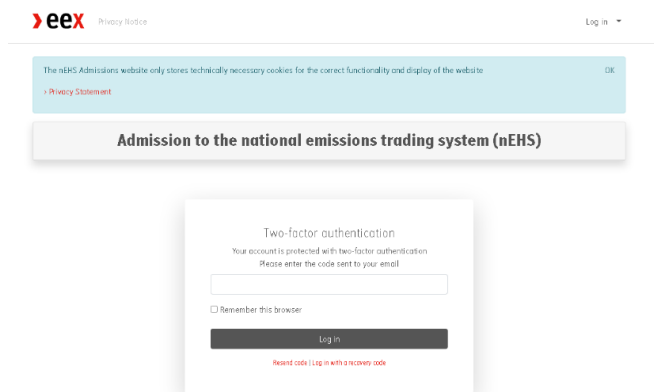 eex Privacy Notice Log in
The nEHS Admissions website only stores technically necessary cookies for the correct functionality and display of the website OK
› Privacy Statement
Admission to the national emissions trading system (nEHS)
Two-factor authentication
Your account is protected with two-factor authentication
Please enter the code sent to your email
Remember this browser
Log In
Resend code | Log in with a recovery code